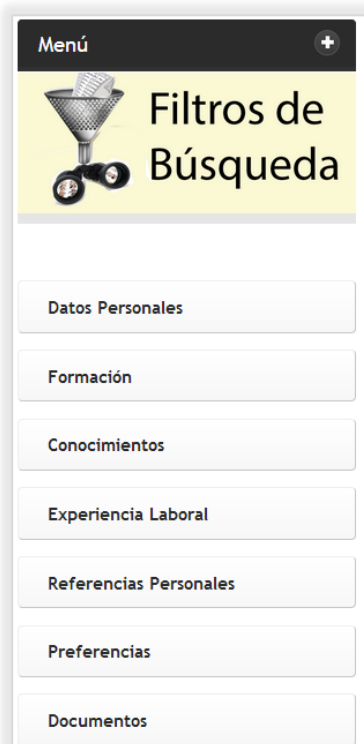 Menú
Filtros de
Búsqueda
Datos Personales
Formación
Conocimientos
Experiencia Laboral
Referencias Personales
Preferencias
Documentos